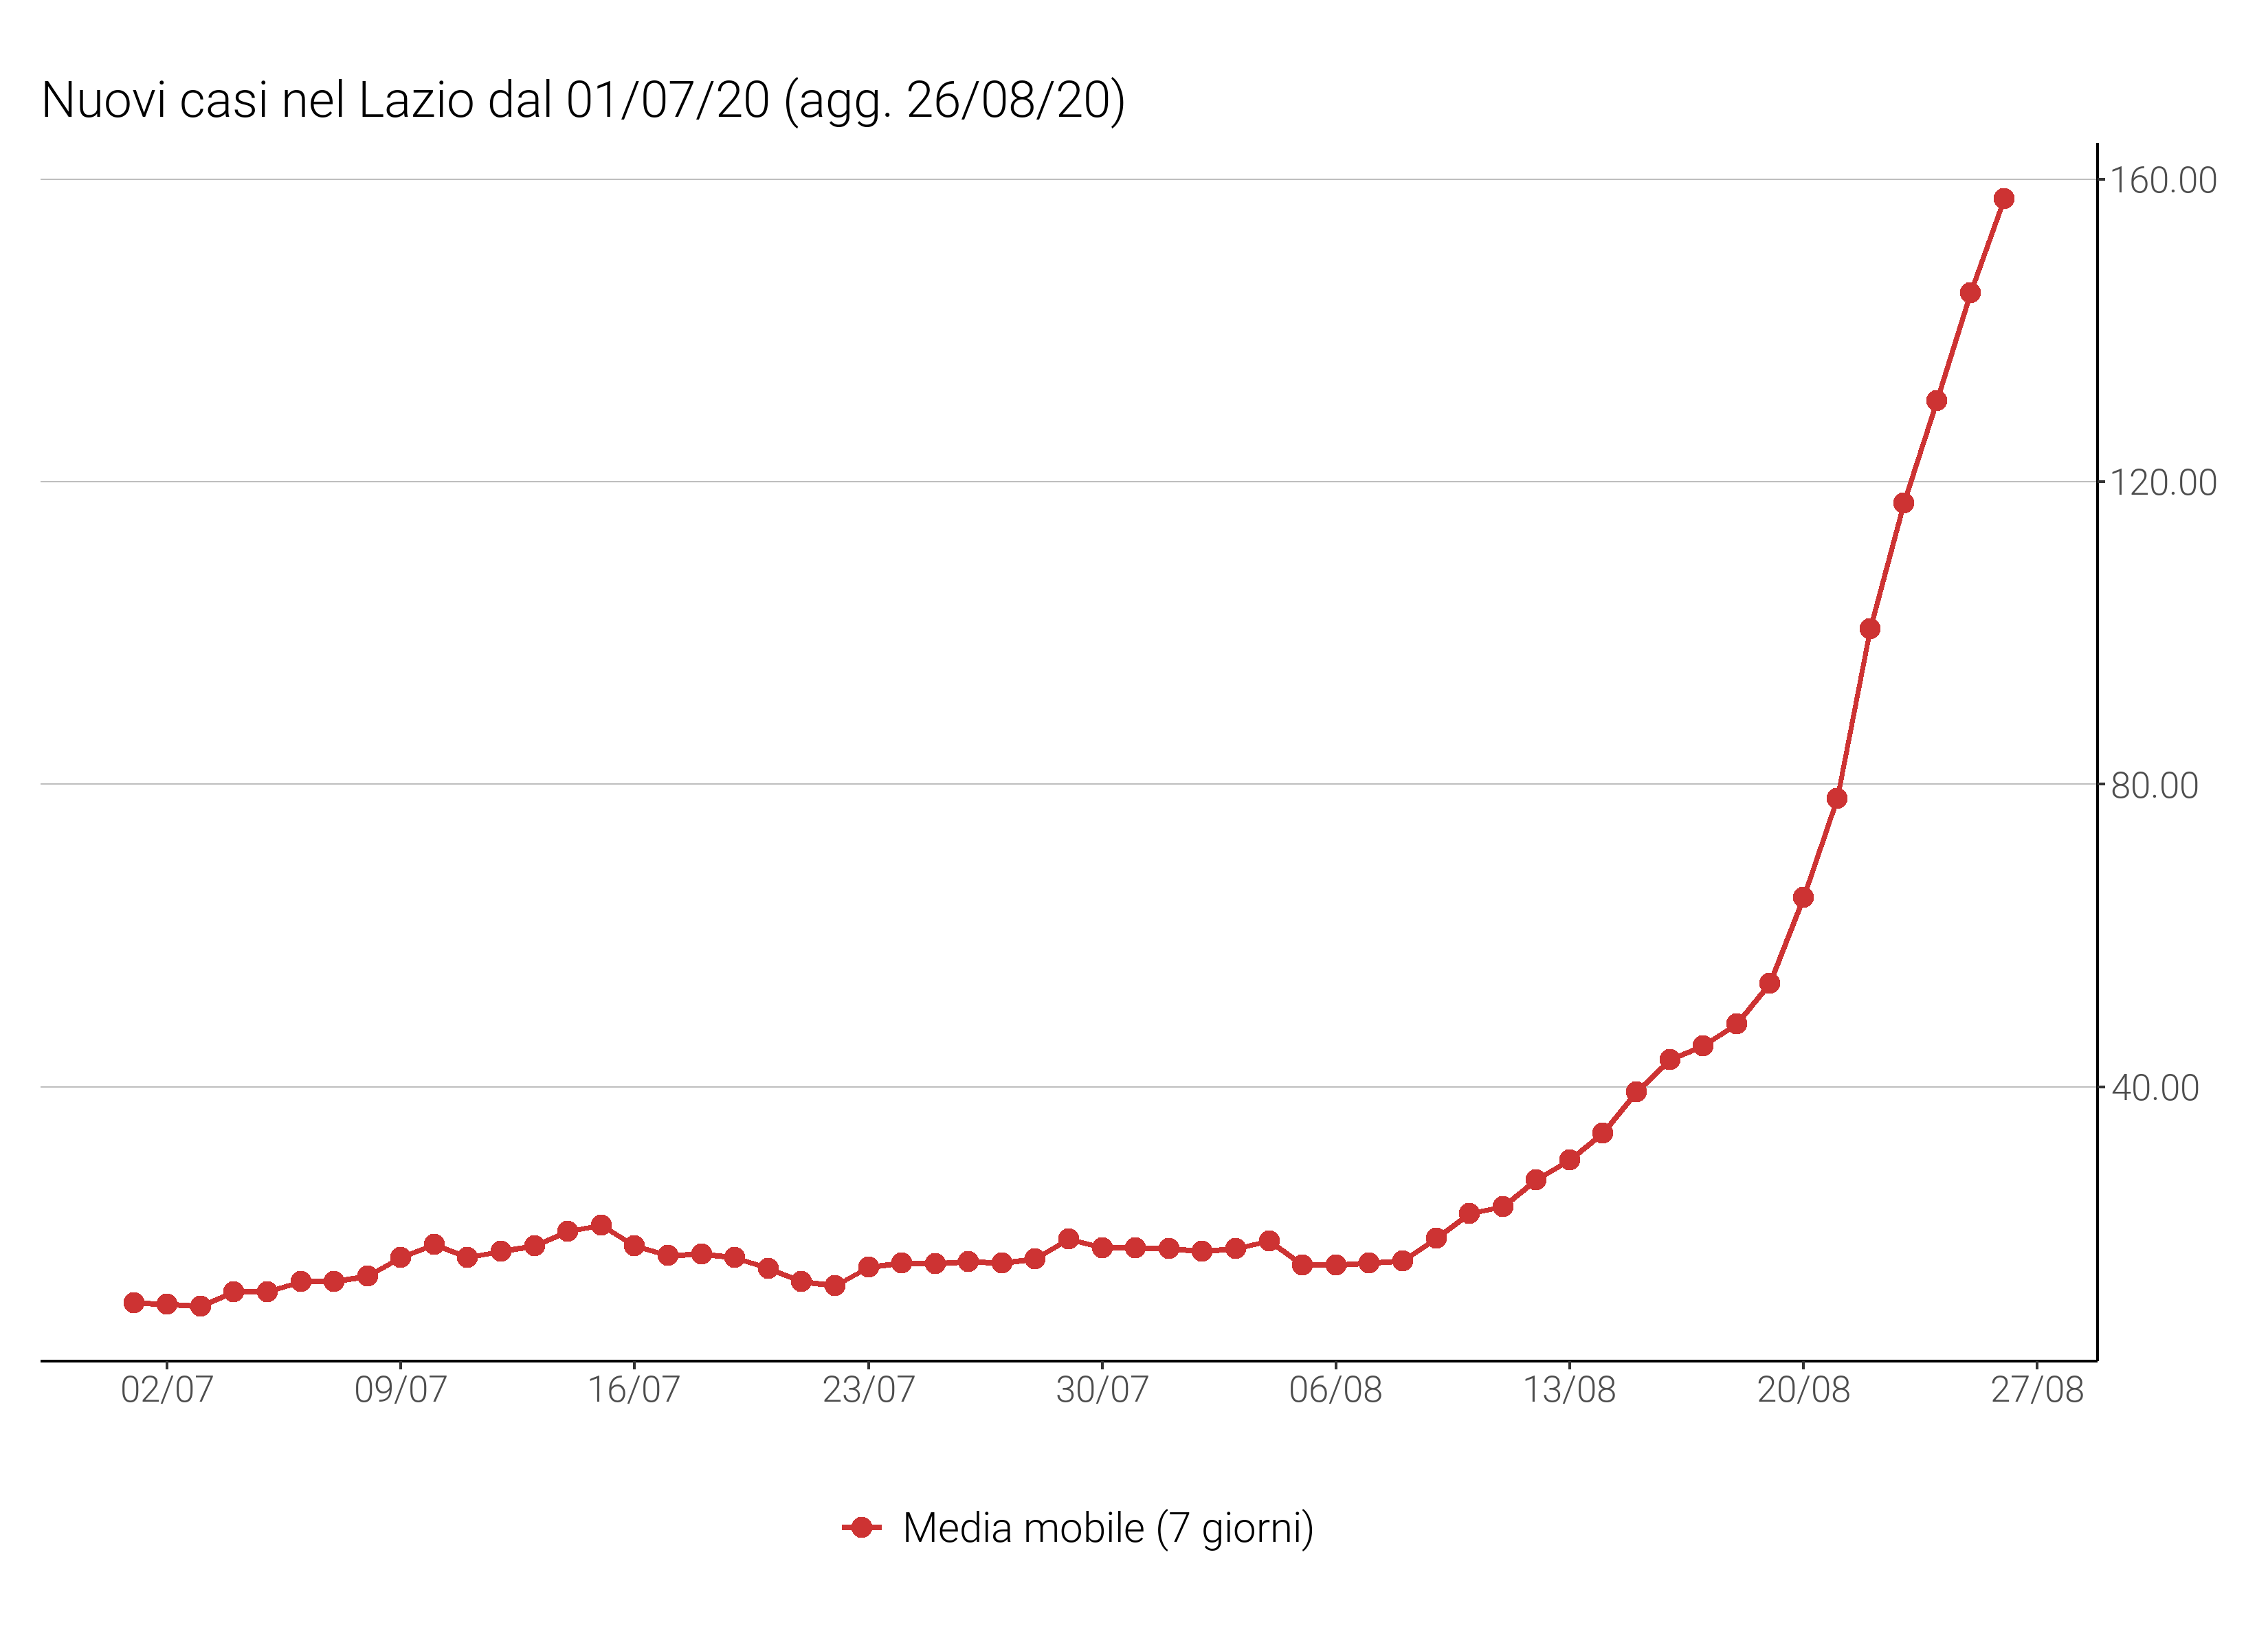 Nuovi casi nel Lazio dal 01/07/20 (agg. 26/08/20)
160.00
120.00
80.00
40.00
02/07 09/07 16/07 23/07 30/07 06/08 13/08 20/08 27/08
Media mobile (7 giorni)